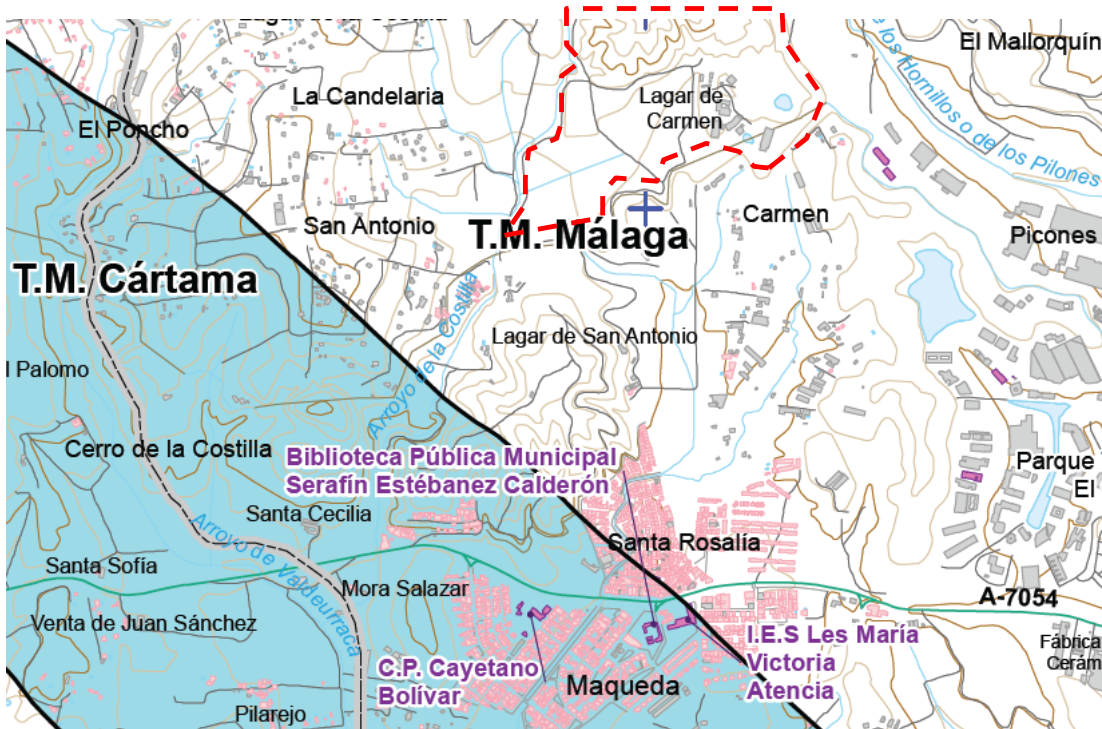 El Mallorquín
de los Hornillos o de los Pilones
La Candelaria
Lagar de
Carmen
El Poncho
San Antonio
T.M. Málaga
Carmen
Picones
T.M. Cártama
Arroyo de la Costilla
Lagar de San Antonio
l Palomo
Cerro de la Costilla
Biblioteca Pública Municipal
Serafín Estébanez Calderón
Parque
El
Santa Cecilia
Arroyo de Valdeurraca
Santa Rosalía
Santa Sofía
Mora Salazar
A-7054
Venta de Juan Sánchez
I.E.S Les María
Victoria
Atencia
Fábrica
Cerám
C.P. Cayetano
Bolívar
Maqueda
Pilarejo